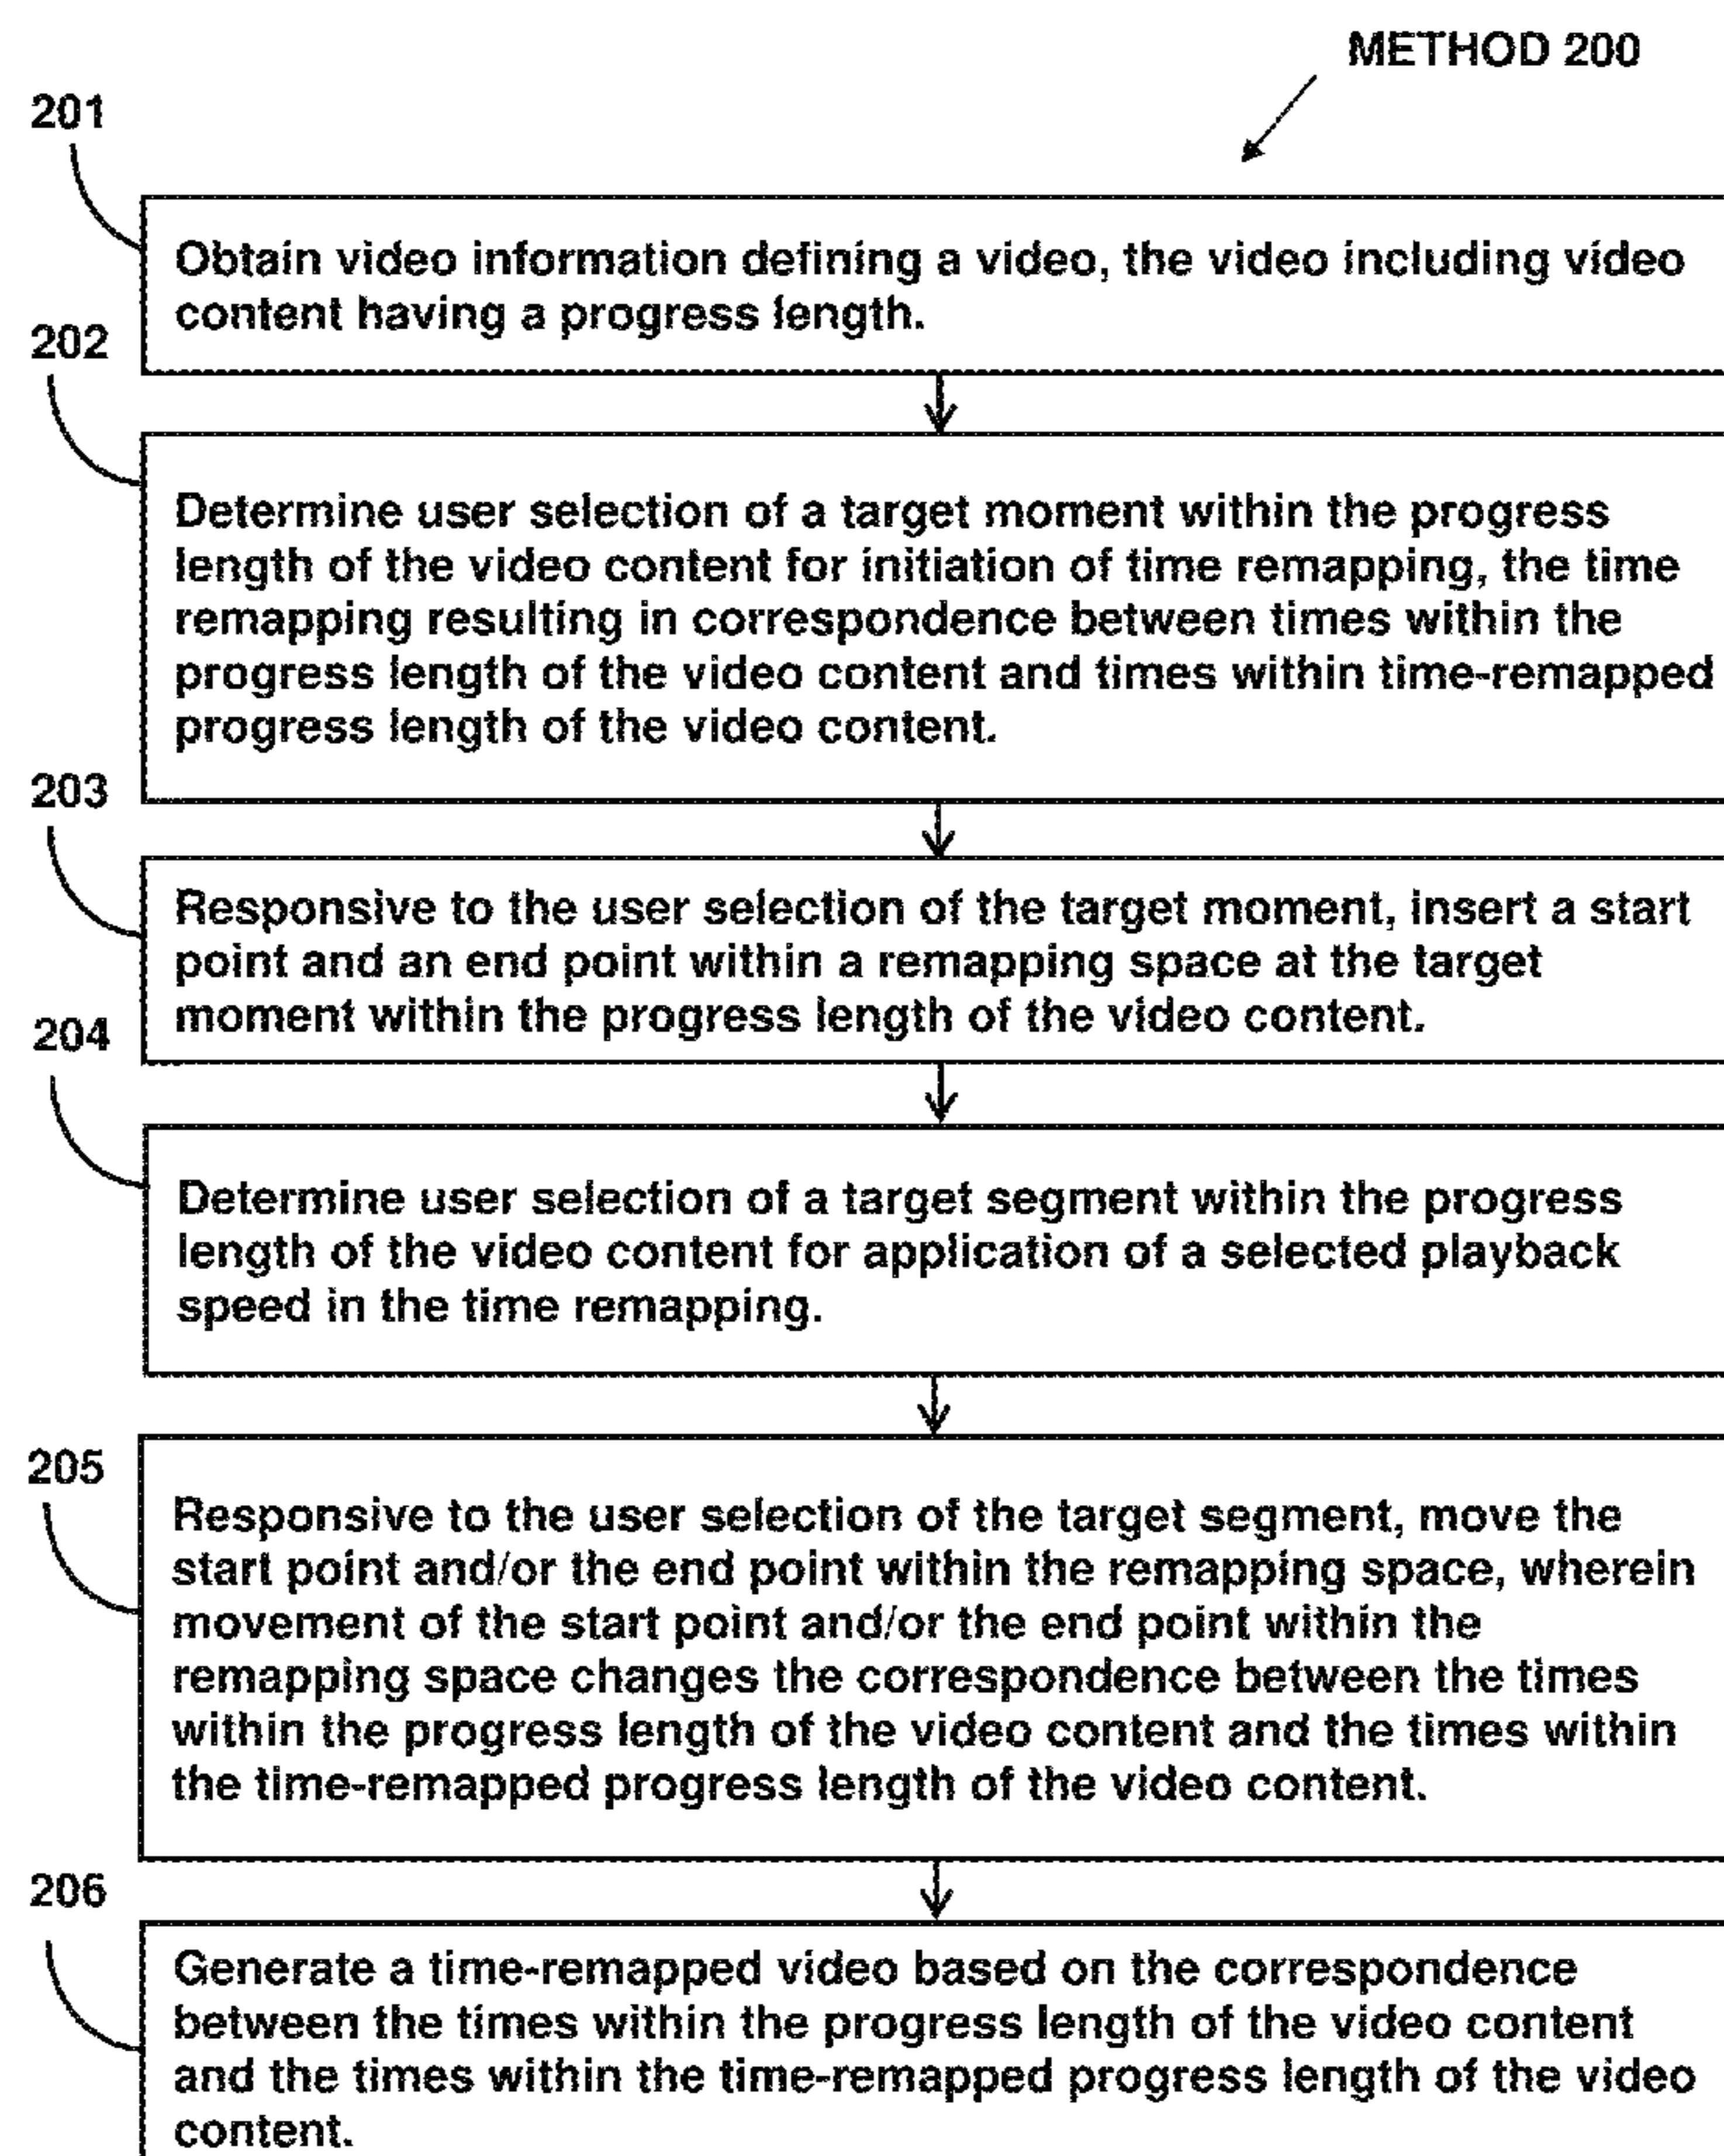 METHOD 200
201
Obtain video information defining a video, the video including video
content having a progress length.
202
Determine user selection of a target moment within the progress
length of the video content for initiation of time remapping, the time
remapping resulting in correspondence between times within the
progress length of the video content and times within time-remapped
progress length of the video content.
203
Responsive to the user selection of the target moment, insert a start
point and an end point within a remapping space at the target
moment within the progress length of the video content.
204
Determine user selection of a target segment within the progress
length of the video content for application of a selected playback
speed in the time remapping.
205
Responsive to the user selection of the target segment, move the
start point and/or the end point within the remapping space, wherein
movement of the start point and/or the end point within the
remapping space changes the correspondence between the times
within the progress length of the video content and the times within
the time-remapped progress length of the video content.
206
Generate a time-remapped video based on the correspondence
between the times within the progress length of the video content
and the times within the time-remapped progress length of the video
content.